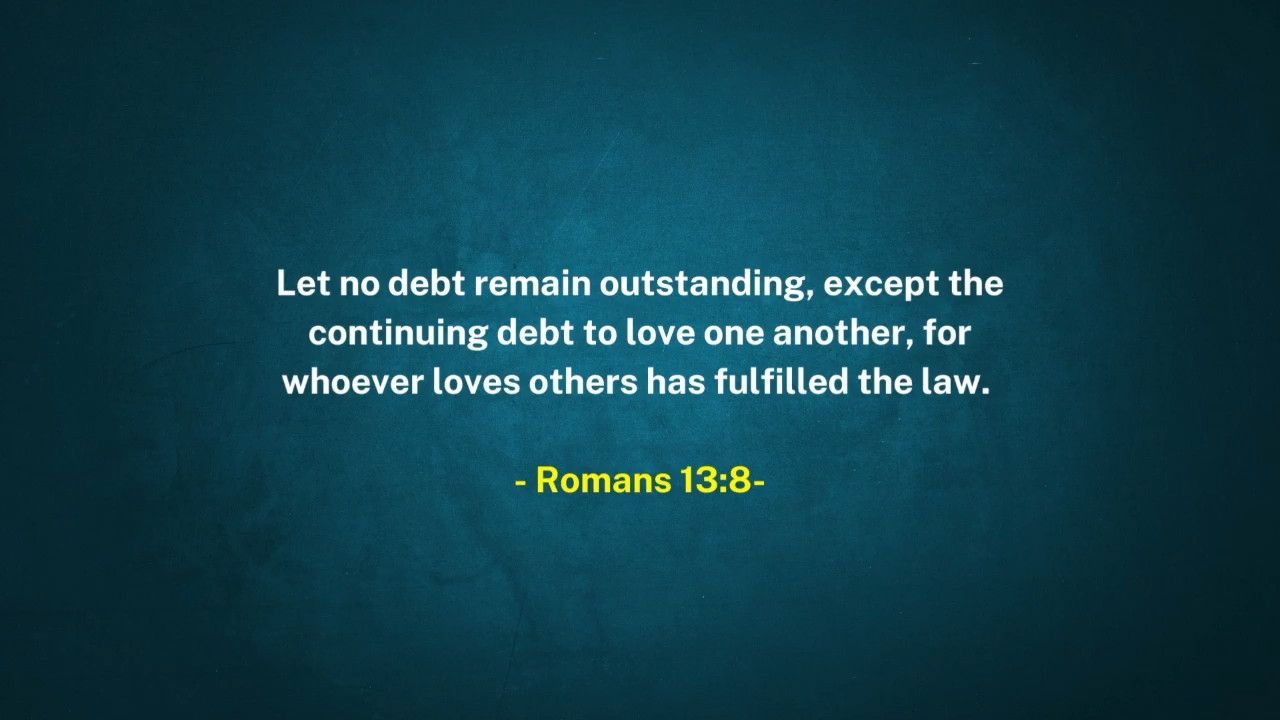 Let no debt remain outstanding, except the
continuing debt to love one another, for
whoever loves others has fulfilled the law.
- Romans 13:8-